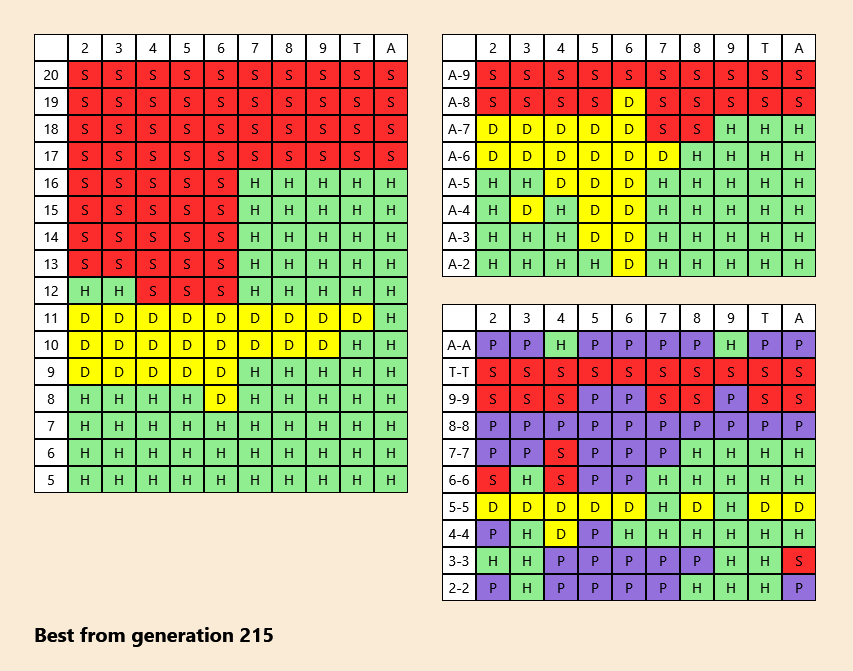 2 3 4 5 6 7 8 9 T A
20 S S S S S S S S S S
19 S S S S S S S S S S
18 S S S S S S S S S S
17 S S S S S S S S S S
16 S S S S S H H H H H
15 S S S S S H H H H H
14 S S S S S H H H H H
13 S S S S S H H H H H
12 H H S S S H H H H H
11 D D D D D D D D D H
10 D D D D D D D D H H
9 D D D D D H H H H H
8 H H H H D H H H H H
7 H H H H H H H H H H
6 H H H H H H H H H H
5 H H H H H H H H H H
2 3 4 5 6 7 8 9 T A
A-9 S S S S S S S S S S
A-8 S S S S D S S S S S
A-7 D D D D D S S H H H
A-6 D D D D D D H H H H
A-5 H H D D D H H H H H
A-4 H D H D D H H H H H
A-3 H H H D D H H H H H
A-2 H H H H D H H H H H
2 3 4 5 6 7 8 9 T A
A-A P P H P P P P H P P
T-T S S S S S S S S S S
9-9 S S S P P S S P S S
8-8 P P P P P P P P P P
7-7 P P S P P P H H H H
6-6 S H S P P H H H H H
5-5 D D D D D H D H D D
4-4 P H D P H H H H H H
3-3 H H P P P P P H H S
2-2 P H P P P P H H H P
Best from generation 215